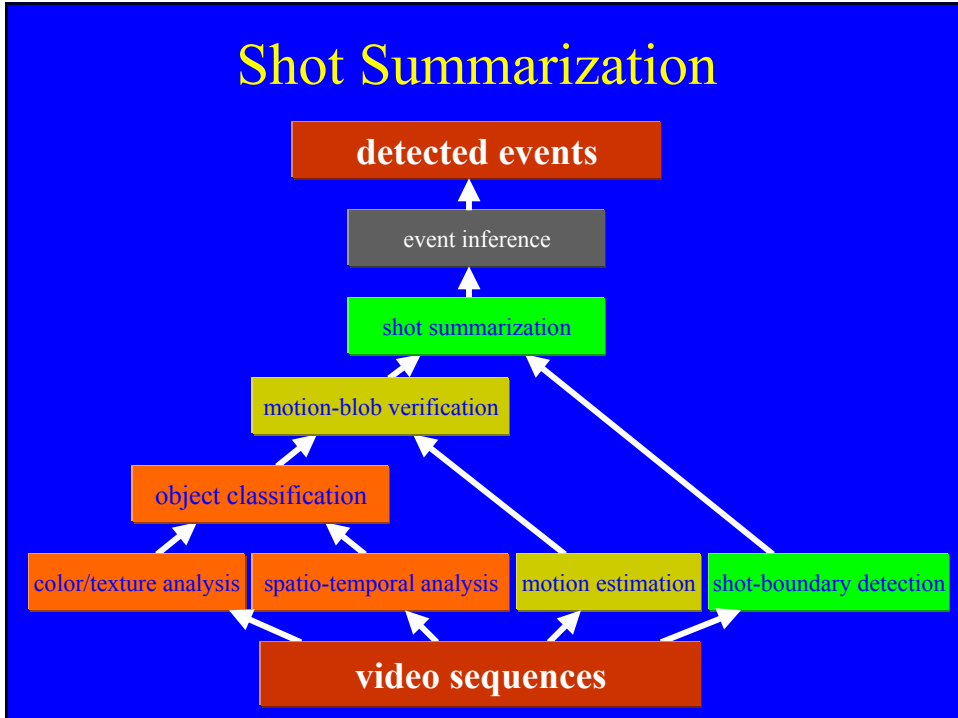 Shot Summarization
detected events
event inference
shot summarization
motion-blob verification
object classification
color/texture analysis
spatio-temporal analysis
motion estimation
shot-boundary detection
video sequences